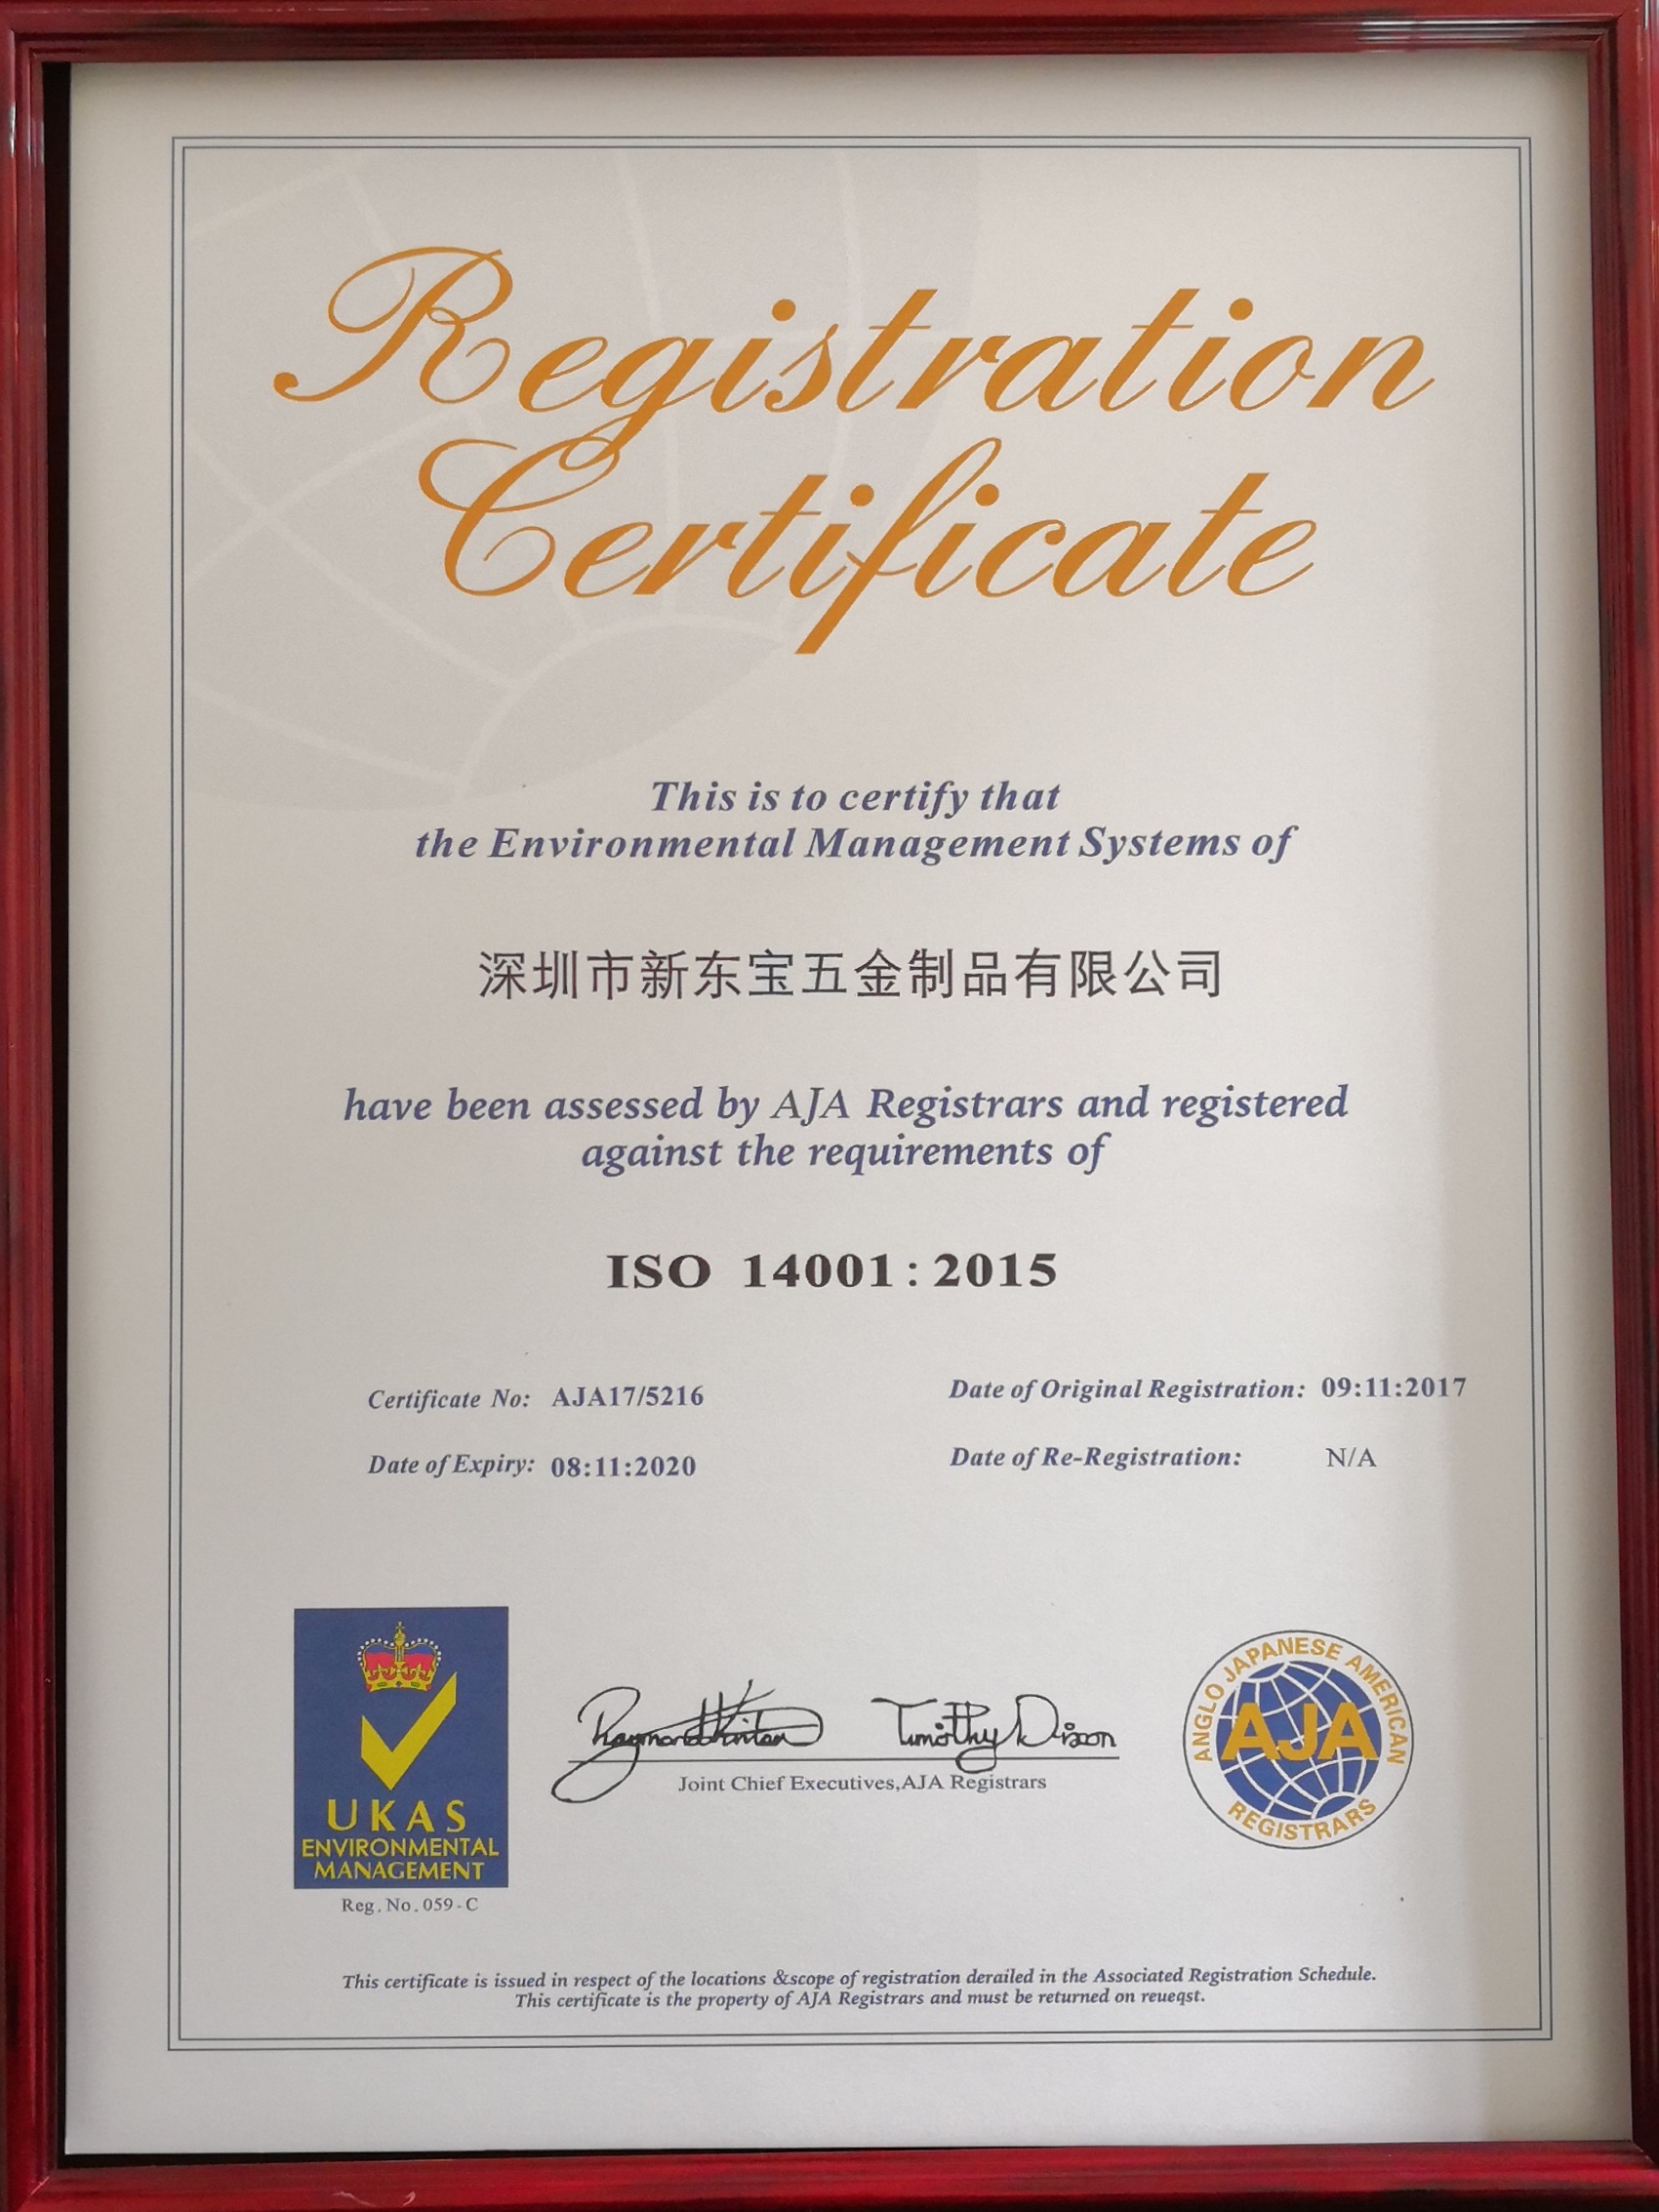 Registration
Certificate
This is to certify that
the Environmental Management Systems of
深圳市新东宝五金制品有限公司
have been assessed by AJA Registrars and registered
against the requirements of
ISO 14001:2015
Certificate No: AJA17/5216
Date of Original Registration: 09:11:2017
Date of Expiry: 08:11:2020
Date of Re-Registration: N/A
UKAS
ENVIRONMENTAL
MANAGEMENT
Reg. No. 059-C
Timothy Dixon
Joint Chief Executives,AJA Registrars
ANGLO JAPANESE AMERICAN
AJA
REGISTRARS
This certificate is issued in respect of the locations &scope of registration derailed in the Associated Registration Schedule.
This certificate is the property of AJA Registrars and must be returned on reueqst.